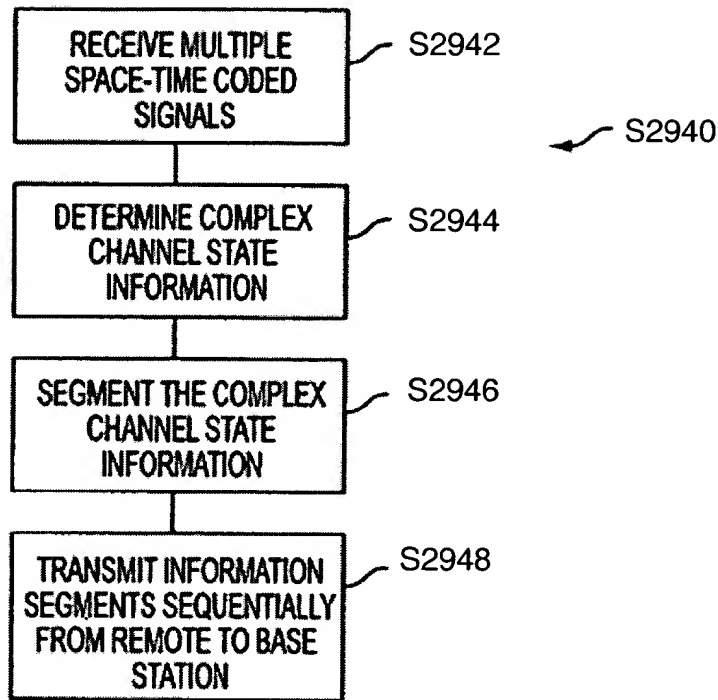 RECEIVE MULTIPLE
SPACE-TIME CODED
SIGNALS
S2942
S2940
DETERMINE COMPLEX
CHANNEL STATE
INFORMATION
S2944
SEGMENT THE COMPLEX
CHANNEL STATE
INFORMATION
S2946
TRANSMIT INFORMATION
SEGMENTS SEQUENTIALLY
FROM REMOTE TO BASE
STATION
S2948